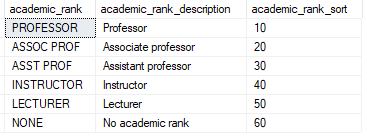 academic_rank academic_rank_description academic_rank_sort
PROFESSOR Professor 10
ASSOC PROF Associate professor 20
ASST PROF Assistant professor 30
INSTRUCTOR Instructor 40
LECTURER Lecturer 50
NONE No academic rank 60